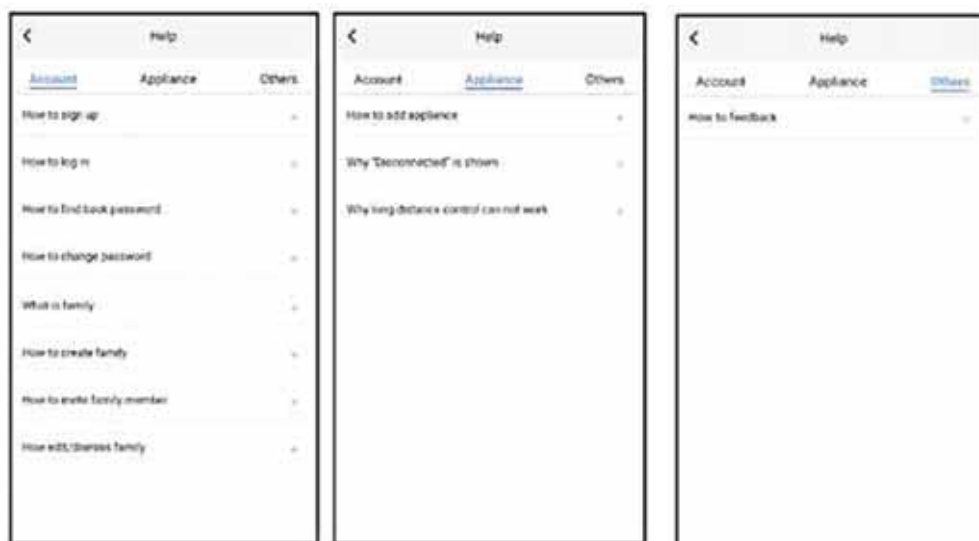 Help
Account Appliance Others
How to sign up
How to log in
How to find back password
How to change password
What is family
How to create family
How to invite family member
How edit/dismiss family
Help
Account Appliance Others
How to add appliance
Why "Disconnected" is shown
Why long distance control can not work
Help
Account Appliance Others
How to feedback